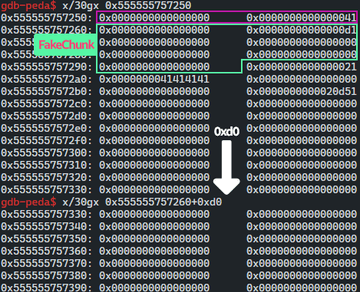 gdb-peda$ x/30gx 0x555555757250
0x555555757250: 0x0000000000000000 0x0000000000000041
0x555555757260: 0x0000000000000000 0x00000000000000d1
0x555555757270: 0x0000000000000000 0x0000000000000000
FakeChunk
0x555555757280: 0x0000000000000000 0x0000000000000000
0x555555757290: 0x0000000000000000 0x0000000000000021
0x5555557572a0: 0x0000000041414141 0x0000000000000000
0x5555557572b0: 0x0000000000000000 0x0000000000020d51
0x5555557572c0: 0x0000000000000000 0x0000000000000000
0x5555557572d0: 0x0000000000000000 0x0000000000000000
0x5555557572e0: 0x0000000000000000 0x0000000000000000
0xd0
0x5555557572f0: 0x0000000000000000 0x0000000000000000
0x555555757300: 0x0000000000000000 0x0000000000000000
0x555555757310: 0x0000000000000000 0x0000000000000000
0x555555757320: 0x0000000000000000 0x0000000000000000
0x555555757330: 0x0000000000000000 0x0000000000000000
gdb-peda$ x/30gx 0x555555757260+0xd0
0x555555757330: 0x0000000000000000 0x0000000000000000
0x555555757340: 0x0000000000000000 0x0000000000000000
0x555555757350: 0x0000000000000000 0x0000000000000000
0x555555757360: 0x0000000000000000 0x0000000000000000
0x555555757370: 0x0000000000000000 0x0000000000000000
0x555555757380: 0x0000000000000000 0x0000000000000000
0x555555757390: 0x0000000000000000 0x0000000000000000